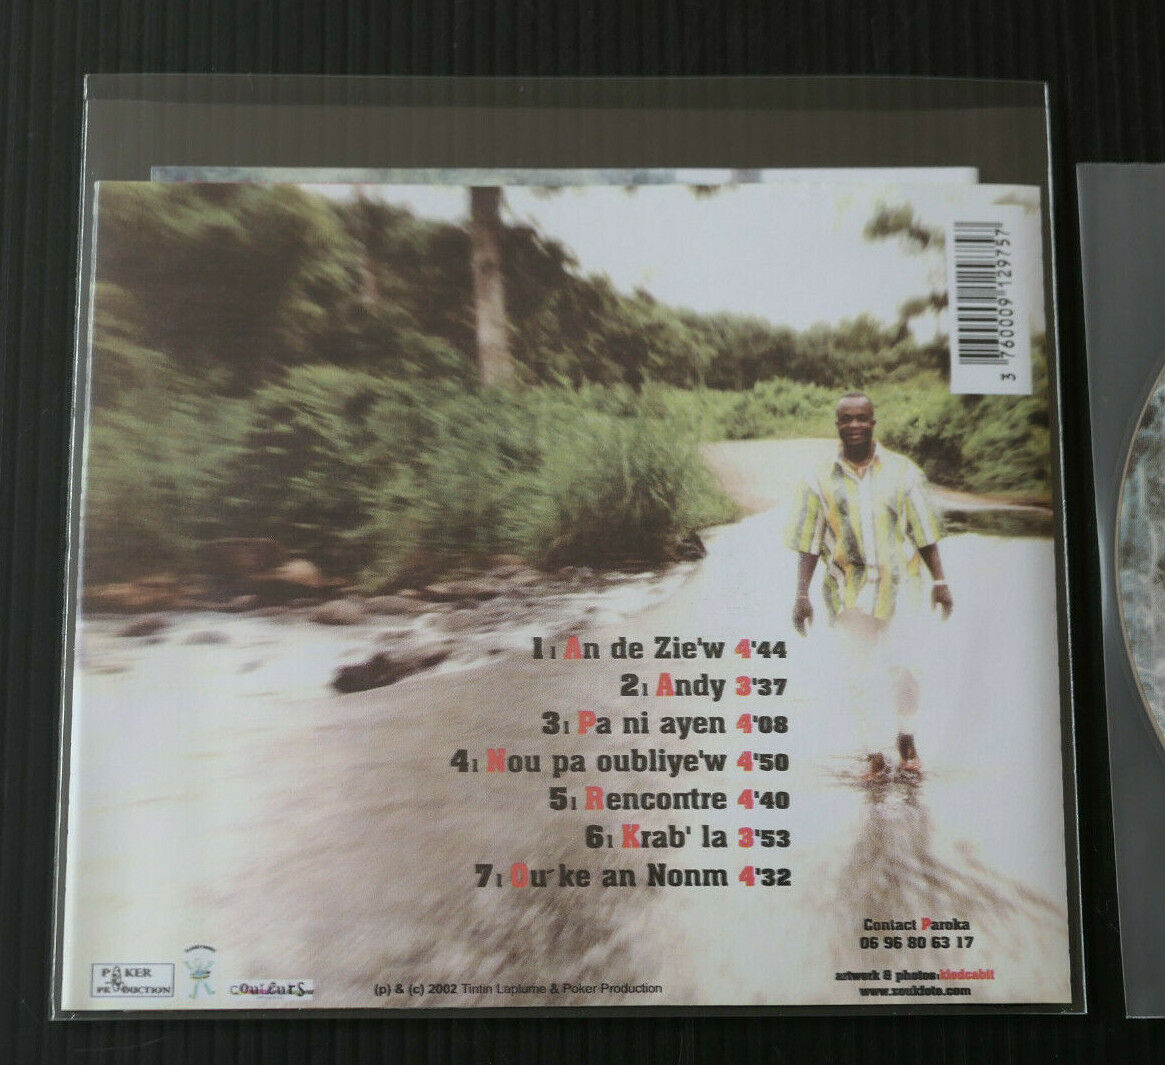 3 760009 129757
1| An de Zie'w 4'44
2| Andy 3'37
3| Pa ni ayen 4'08
4| Nou pa oubliye'w 4'50
5| Rencontre 4'40
6| Krab' la 3'53
7| Ou ke an Nonm 4'32
Contact Paroka
06 96 80 63 17
artwork & photos:klodcabit
www.zoukfoto.com
POKER
PRODUCTION
COULEURS
(p) & (c) 2002 Tintin Laplume & Poker Production